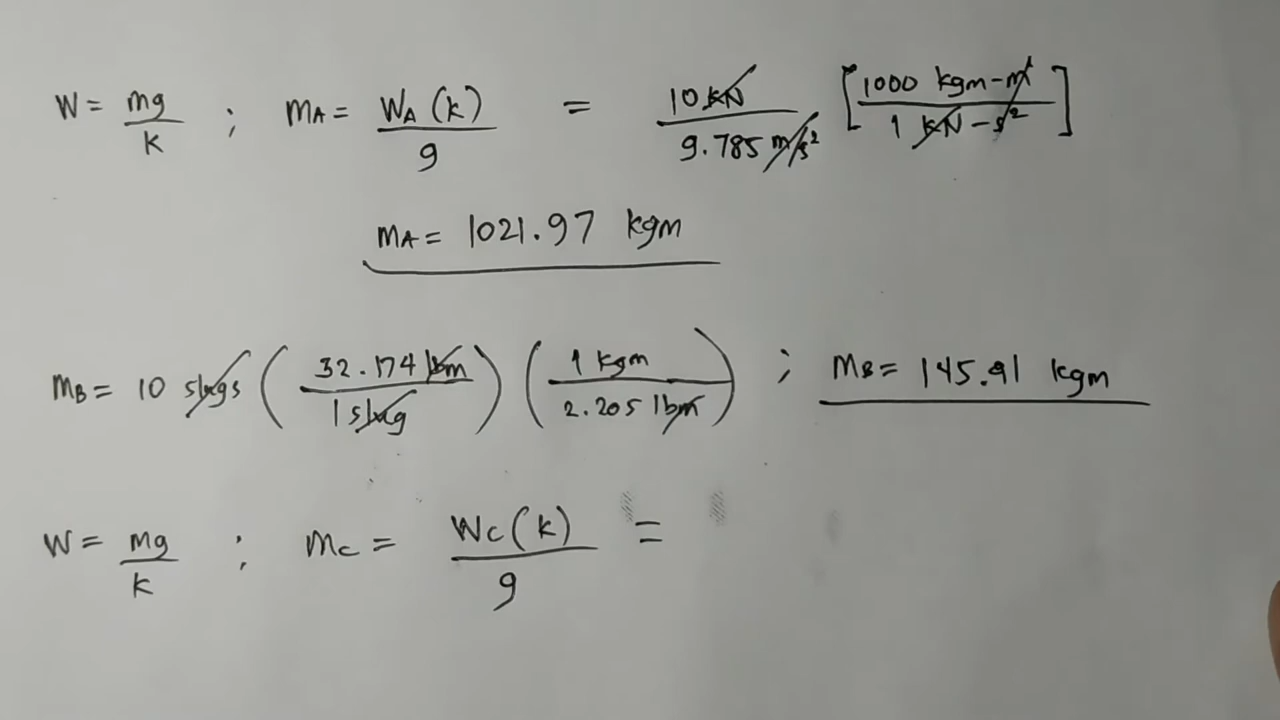 W = mg/k ; mA = WA(k)/g = 10 kN/9.785 m/s² [1000 kgm-m/1 kN-s²]
mA = 1021.97 kgm
mB = 10 slugs (32.174 lbm/1 slug) (1 kgm/2.205 lbm) ; mB = 145.91 kgm
W = mg/k ; mc = Wc(k)/g =